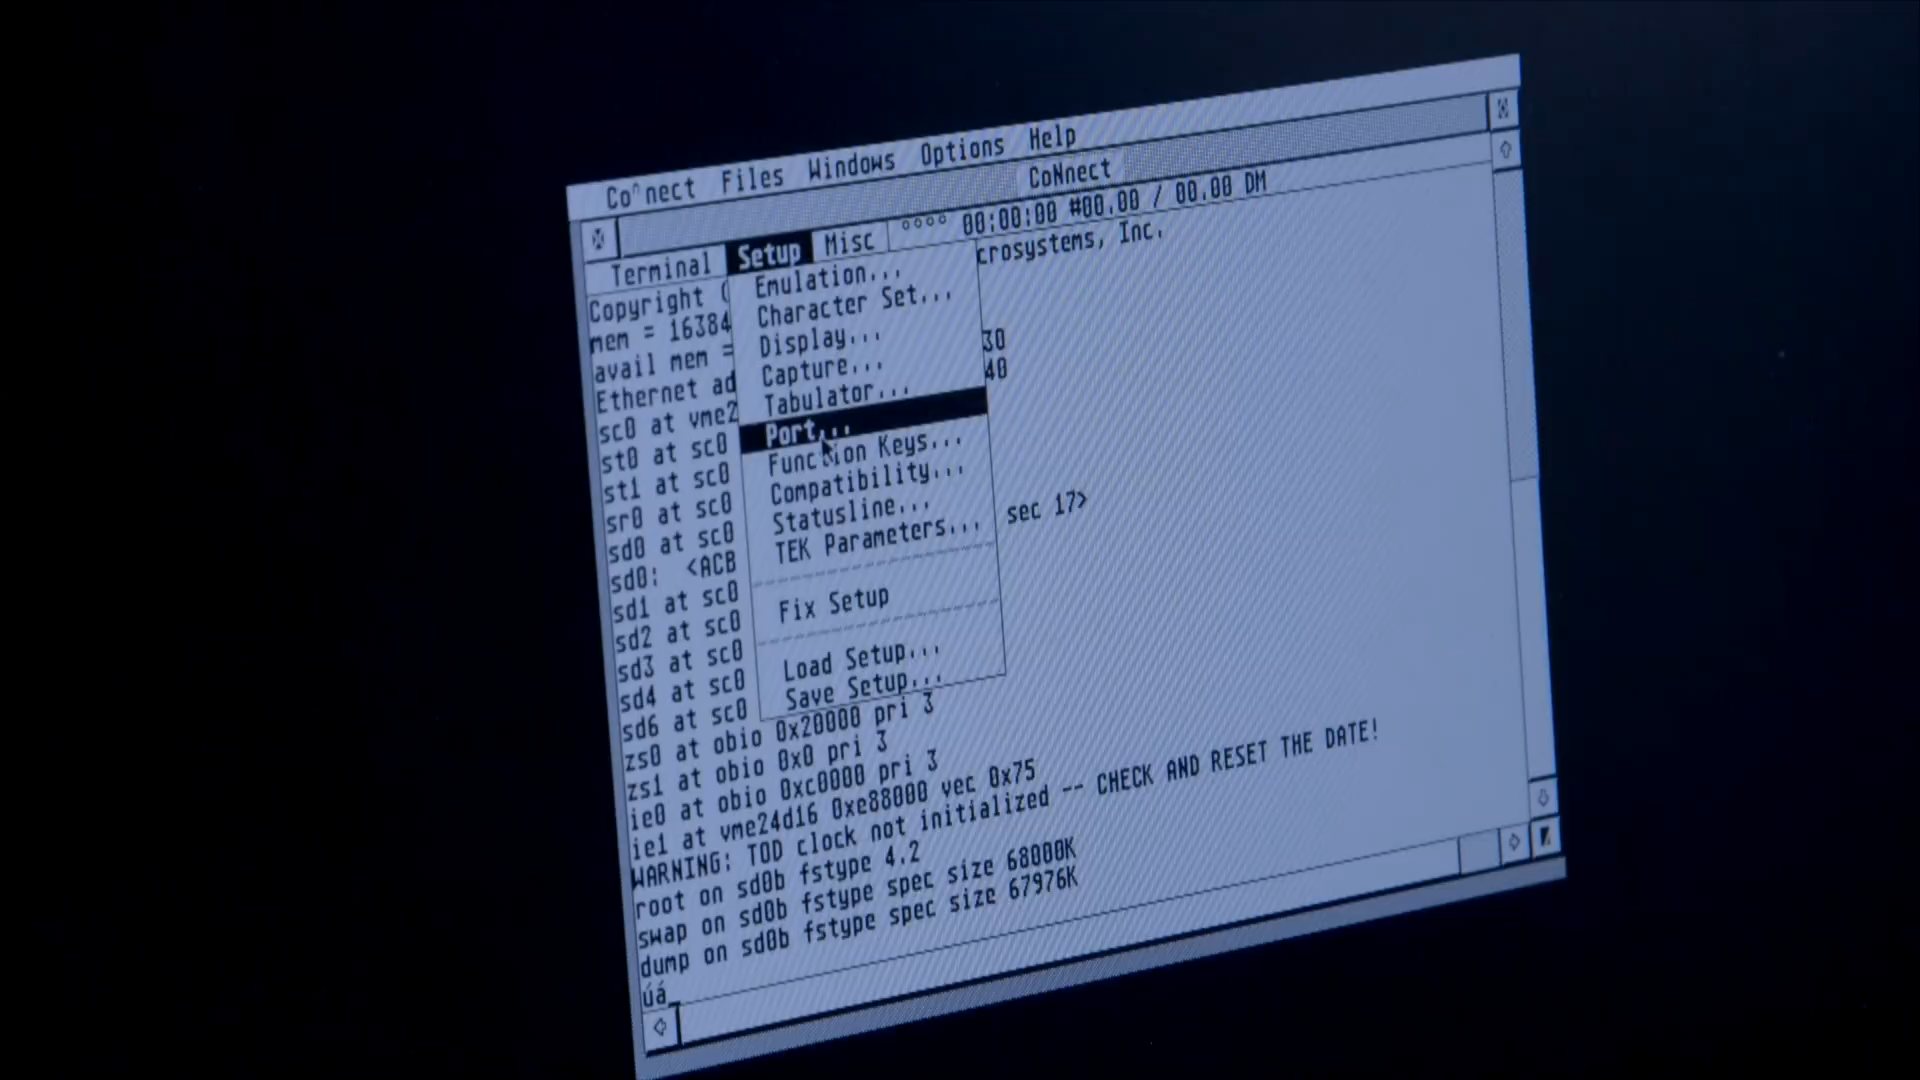 Co^nnect Files Windows Options Help
CoNnect
Terminal Setup Misc °°°° 00:00:00 #00.00 / 00.00 DM
Copyright ( crosystems, Inc.
mem = 16384
avail mem =
Ethernet ad
sc0 at vme2 30
st0 at sc0 40
st1 at sc0
sr0 at sc0
sd0 at sc0
sd0: <ACB sec 17>
sd1 at sc0
sd2 at sc0
sd3 at sc0
sd4 at sc0
sd6 at sc0
zs0 at obio 0x20000 pri 3
zs1 at obio 0x0 pri 3
ie0 at obio 0xc0000 pri 3
ie1 at vme24d16 0xe88000 vec 0x75
WARNING: TOD clock not initialized -- CHECK AND RESET THE DATE!
root on sd0b fstype 4.2
swap on sd0b fstype spec size 68000K
dump on sd0b fstype spec size 67976K
úá_
Emulation...
Character Set...
Display...
Capture...
Tabulator...
Port...
Function Keys...
Compatibility...
Statusline...
TEK Parameters...
Fix Setup
Load Setup...
Save Setup...